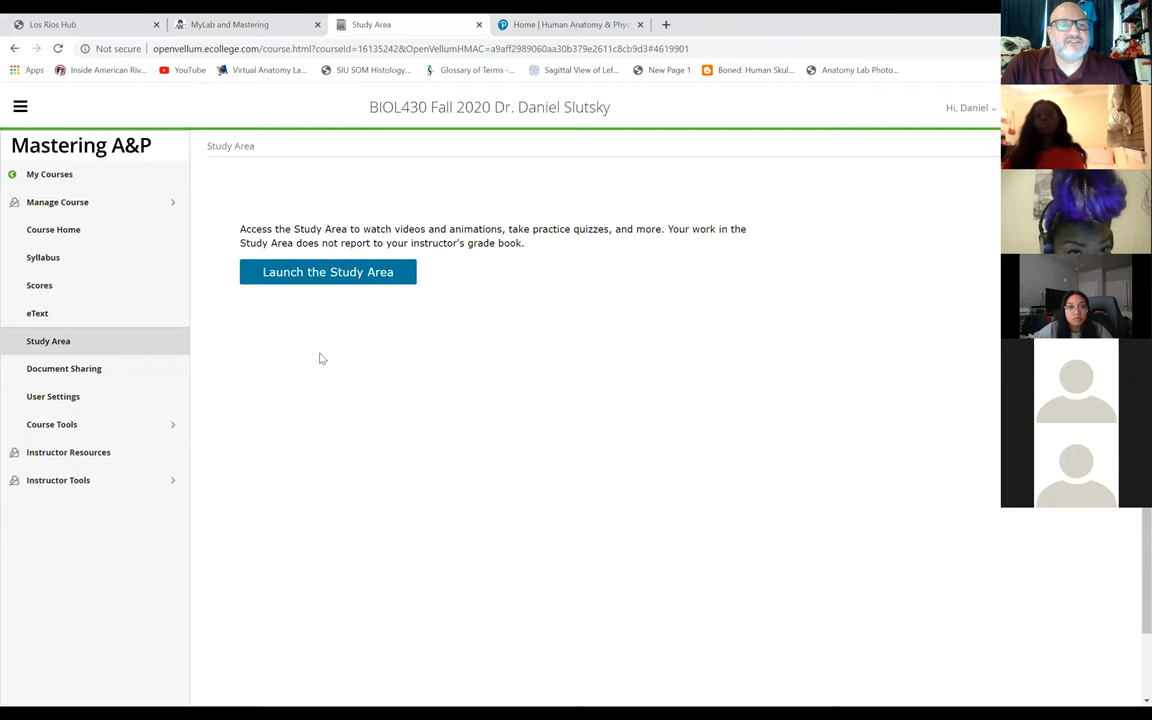 Los Rios Hub
MyLab and Mastering
Study Area
Home | Human Anatomy & Phys
Not secure
openvellum.ecollege.com/course.html?courseId=16135242&OpenVellumHMAC=a9aff2989060aa30b379e2611c8cb9d3#4619901
Apps
Inside American Riv...
YouTube
Virtual Anatomy La...
SIU SOM Histology...
Glossary of Terms -...
Sagittal View of Lef...
New Page 1
Boned: Human Skul...
Anatomy Lab Photo...
BIOL430 Fall 2020 Dr. Daniel Slutsky
Hi, Daniel
Mastering A&P
Study Area
My Courses
Manage Course
Course Home
Syllabus
Scores
eText
Study Area
Document Sharing
User Settings
Course Tools
Instructor Resources
Instructor Tools
Access the Study Area to watch videos and animations, take practice quizzes, and more. Your work in the
Study Area does not report to your instructor's grade book.
Launch the Study Area